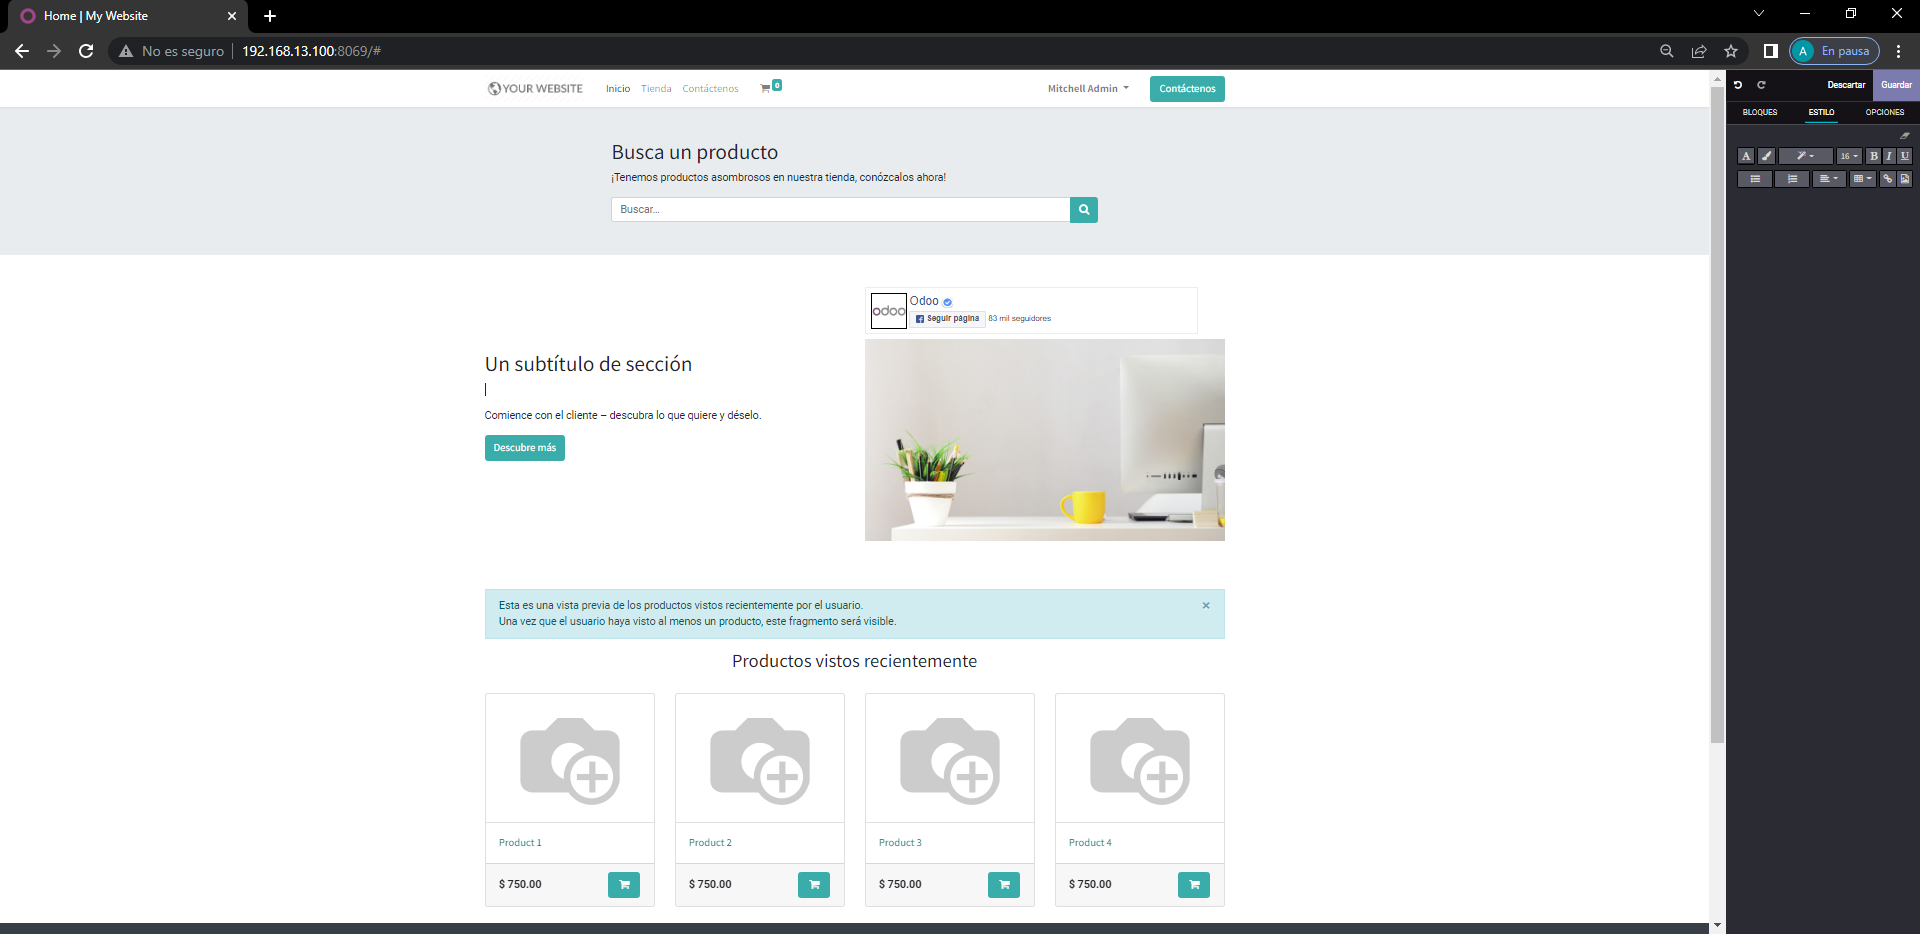 Home | My Website
No es seguro
192.168.13.100:8069/#
A
En pausa
YOUR WEBSITE
Inicio
Tienda
Contáctenos
0
Mitchell Admin
Contáctenos
Descartar
Guardar
BLOQUES
ESTILO
OPCIONES
A
16
B
I
U
Busca un producto
¡Tenemos productos asombrosos en nuestra tienda, conózcalos ahora!
Buscar...
odoo
Odoo
Seguir página
83 mil seguidores
Un subtítulo de sección
Comience con el cliente – descubra lo que quiere y déselo.
Descubre más
Esta es una vista previa de los productos vistos recientemente por el usuario.
Una vez que el usuario haya visto al menos un producto, este fragmento será visible.
Productos vistos recientemente
Product 1
Product 2
Product 3
Product 4
$ 750.00
$ 750.00
$ 750.00
$ 750.00